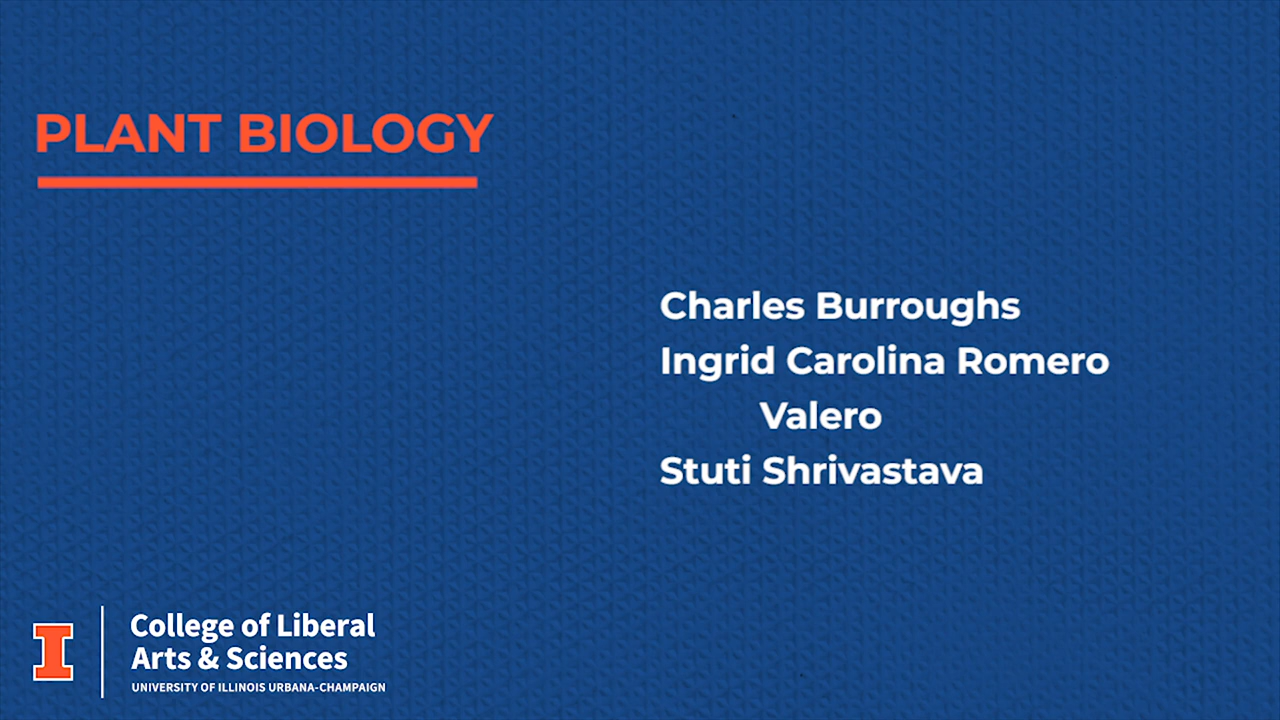 PLANT BIOLOGY
Charles Burroughs
Ingrid Carolina Romero
Valero
Stuti Shrivastava
I
College of Liberal
Arts & Sciences
UNIVERSITY OF ILLINOIS URBANA-CHAMPAIGN